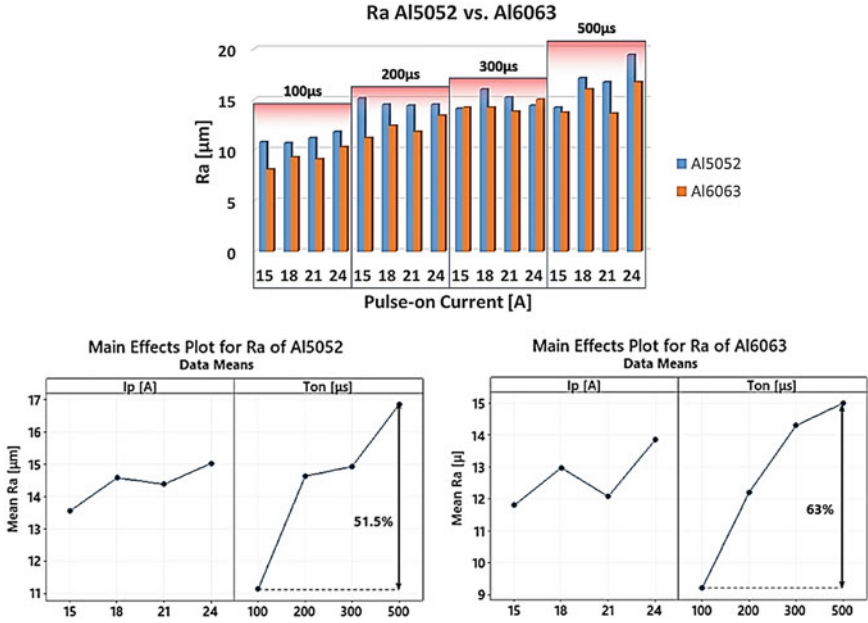 Ra Al5052 vs. Al6063
500µs
300µs
200µs
100µs
20
15
10
5
0
Ra [µm]
15 18 21 24 15 18 21 24 15 18 21 24 15 18 21 24
Pulse-on Current [A]
Al5052
Al6063
Main Effects Plot for Ra of Al5052
Data Means
Ip [A] Ton [µs]
17
16
15
14
13
12
11
Mean Ra [µm]
51.5%
15 18 21 24 100 200 300 500
Main Effects Plot for Ra of Al6063
Data Means
Ip [A] Ton [µs]
15
14
13
12
11
10
9
Mean Ra [µ]
63%
15 18 21 24 100 200 300 500